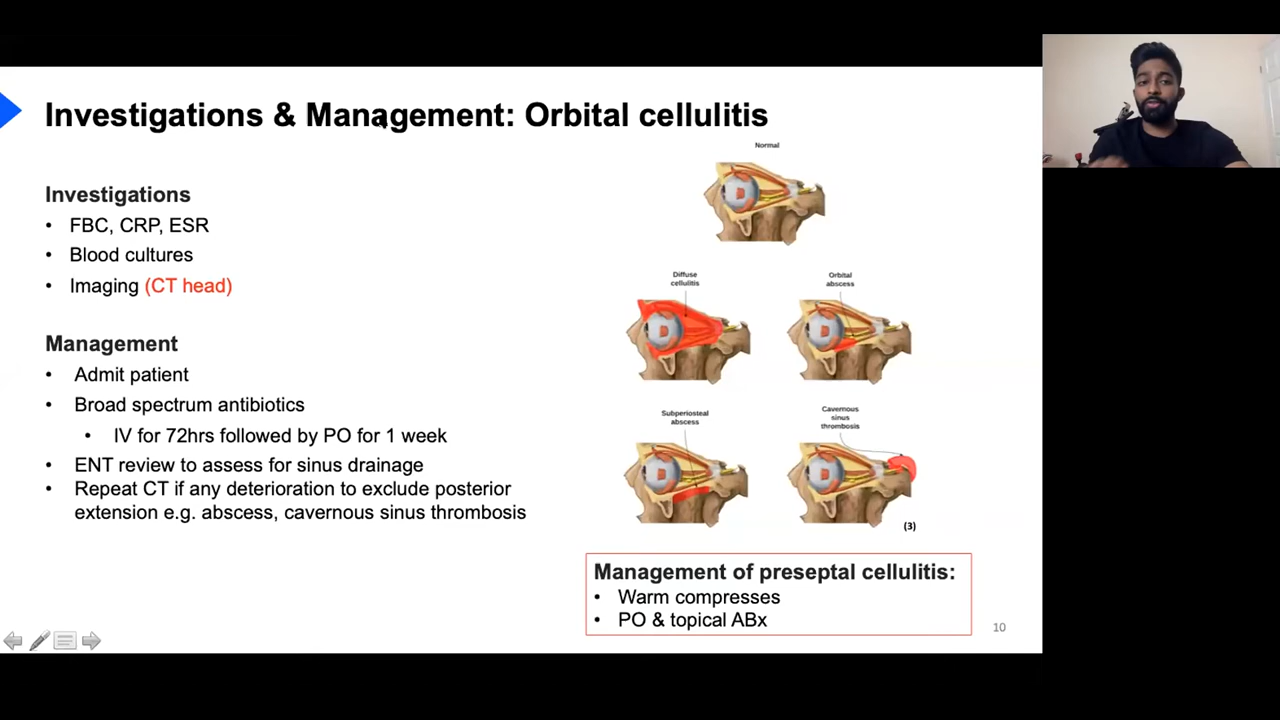 Investigations & Management: Orbital cellulitis
Investigations
• FBC, CRP, ESR
• Blood cultures
• Imaging (CT head)
Management
• Admit patient
• Broad spectrum antibiotics
• IV for 72hrs followed by PO for 1 week
• ENT review to assess for sinus drainage
• Repeat CT if any deterioration to exclude posterior
extension e.g. abscess, cavernous sinus thrombosis
Normal
Diffuse
cellulitis
Orbital
abscess
Subperiosteal
abscess
Cavernous
sinus
thrombosis
(3)
Management of preseptal cellulitis:
• Warm compresses
• PO & topical ABx
10